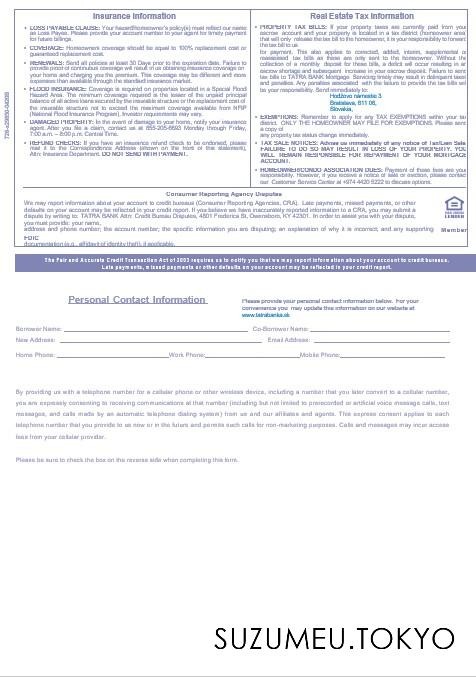 Insurance Information
• LOSS PAYABLE CLAUSE: Your hazard/homeowner's policy(s) must reflect our name
as Loss Payee. Please provide your account number to your agent for timely payment
for future billings.
• COVERAGE: Homeowners coverage should be equal to 100% replacement cost or
guaranteed replacement cost.
• RENEWALS: Send all policies at least 30 Days prior to the expiration date. Failure to
provide proof of continuous coverage will result in us obtaining insurance coverage on
your home and charging you the premium. This coverage may be different and more
expensive than available through the standard insurance market.
• FLOOD INSURANCE: Coverage is required on properties located in a Special Flood
Hazard Area. The minimum coverage required is the lesser of the unpaid principal
balance of all active loans secured by the insurable structure or the replacement cost of
the insurable structure, not to exceed the maximum coverage available from NFIP
(National Flood Insurance Program). Investor requirements may vary.
• DAMAGED PROPERTY: In the event of damage to your home, notify your insurance
agent. After you file a claim, contact us at 855-205-6693 Monday through Friday,
7:00 a.m. – 8:00 p.m. Central Time.
• REFUND CHECKS: If you have an insurance refund check to be endorsed, please
mail it to the Correspondence Address (shown on the front or this statement),
Attn: Insurance Department. DO NOT SEND WITH PAYMENT.
Real Estate Tax Information
• PROPERTY TAX BILLS: If your property taxes are currently paid from your
escrow account and your property is located in a tax district (homeowner area)
that will only release the tax bill to the homeowner, it is your responsibility to forward
the tax bill to us
for payment. This also applies to corrected, added, interim, supplemental or
reassessed tax bills as these are only sent to the homeowner. Without the
collection of a monthly deposit for these tax bills, a deficit will occur resulting in an
escrow shortage and subsequent increase in your escrow deposit. Failure to sent
tax bills to TATRA BANK Mortgage Servicing timely may result in delinquent taxes
and penalties. Any penalties associated with the failure to provide the tax bills will
be your responsibility. Send immediately to:
Hodžovo námestie 3
Bratislava, 811 06,
Slovakia,
• EXEMPTIONS: Remember to apply for any TAX EXEMPTIONS within your tax
district. ONLY THE HOMEOWNER MAY FILE FOR EXEMPTIONS. Please sent
a copy of
any property tax status change immediately.
• TAX SALE NOTICES: Advise us immediately of any notice of Tax/Lien Sale.
FAILURE TO DO SO MAY RESULT IN LOSS OF YOUR PROPERTY. YOU
WILL REMAIN RESPONSIBLE FOR REPAYMENT OF YOUR MORTGAGE
ACCOUNT.
• HOMEOWNER/CONDO ASSOCIATION DUES: Payment of these fees are your
responsibility. However, if you receive a notice of sale or election, please contact
our Customer Service Center at +974 4420 5222 to discuss options.
Consumer Reporting Agency Disputes
We may report information about your account to credit bureaus (Consumer Reporting Agencies, CRA). Late payments, missed payments, or other
defaults on your account may be reflected in your credit report. If you believe we have inaccurately reported information to a CRA, you may submit a
dispute by writing to: TATRA BANK Attn: Credit Bureau Disputes, 4801 Frederica St, Owensboro, KY 42301. In order to assist you with your dispute,
you must provide: your name,
address and phone number; the account number; the specific information you are disputing; an explanation of why it is incorrect; and any supporting
FDIC
documentation (e.g., affidavit of identity theft), if applicable.
Member
The Fair and Accurate Credit Transaction Act of 2003 requires us to notify you that we may report information about your account to credit bureaus.
Late payments, missed payments or other defaults on your account may be reflected in your credit report.
Personal Contact Information
Please provide your personal contact information below. For your
convenience you may update this information on our website at
www.tatrabanka.sk
Borrower Name: Co-Borrower Name:
New Address: Email Address:
Home Phone: Work Phone: Mobile Phone:
By providing us with a telephone number for a cellular phone or other wireless device, including a number that you later convert to a cellular number,
you are expressly consenting to receiving communications at that number (including but not limited to prerecorded or artificial voice message calls, text
messages, and calls made by an automatic telephone dialing system) from us and our affiliates and agents. This express consent applies to each
telephone number that you provide to us now or in the future and permits such calls for non-marketing purposes. Calls and messages may incur access
fees from your cellular provider.
Please be sure to check the box on the reverse side when completing this form.
SUZUMEU.TOKYO